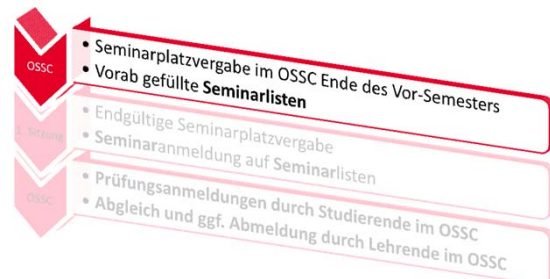 OSSC
• Seminarplatzvergabe im OSSC Ende des Vor-Semesters
• Vorab gefüllte Seminarlisten
1. Sitzung
• Endgültige Seminarplatzvergabe
• Seminaranmeldung auf Seminarlisten
OSSC
• Prüfungsanmeldungen durch Studierende im OSSC
• Abgleich und ggf. Abmeldung durch Lehrende im OSSC